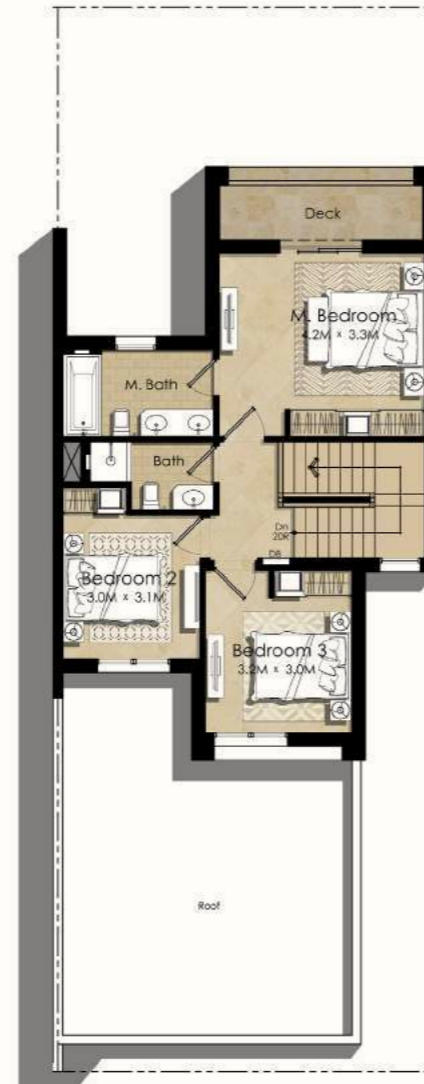 Deck
M. Bedroom
4.2M × 3.3M
M. Bath
Bath
Dn
20R
DB
Bedroom 2
3.0M × 3.1M
Bedroom 3
3.2M × 3.0M
Roof